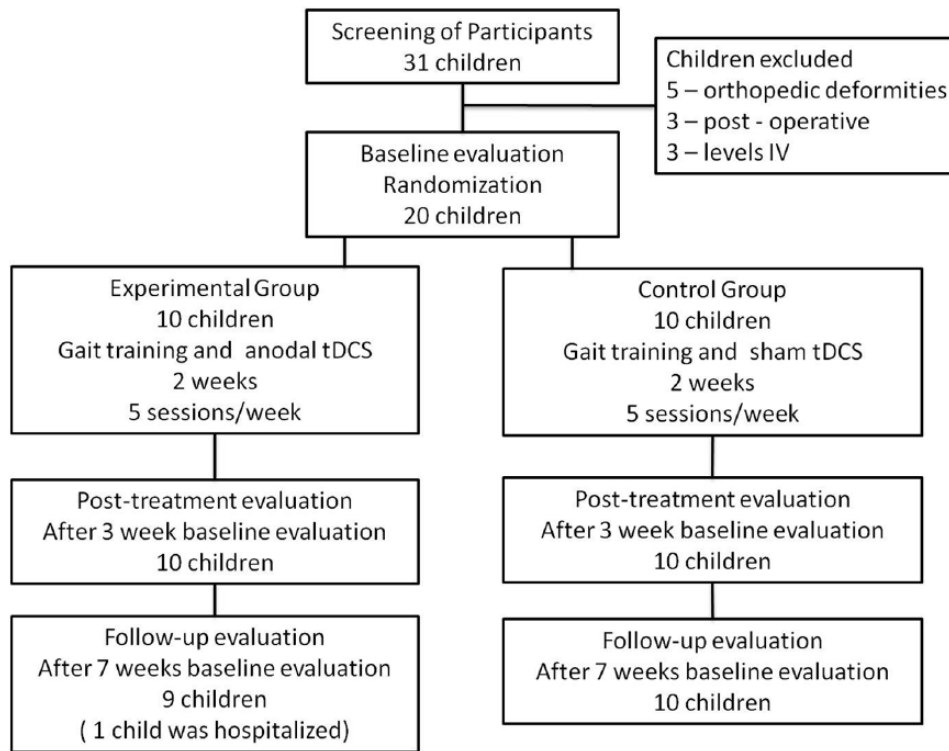 Screening of Participants
31 children
Children excluded
5 – orthopedic deformities
3 – post - operative
3 – levels IV
Baseline evaluation
Randomization
20 children
Experimental Group
10 children
Gait training and anodal tDCS
2 weeks
5 sessions/week
Control Group
10 children
Gait training and sham tDCS
2 weeks
5 sessions/week
Post-treatment evaluation
After 3 week baseline evaluation
10 children
Post-treatment evaluation
After 3 week baseline evaluation
10 children
Follow-up evaluation
After 7 weeks baseline evaluation
9 children
( 1 child was hospitalized)
Follow-up evaluation
After 7 weeks baseline evaluation
10 children